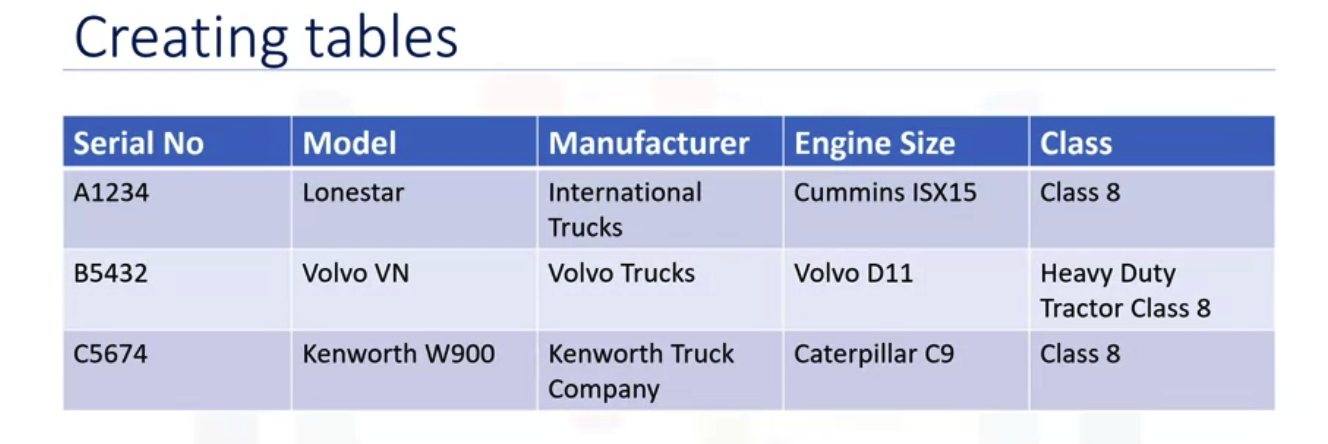 Creating tables
Serial No Model Manufacturer Engine Size Class
A1234 Lonestar International Trucks Cummins ISX15 Class 8
B5432 Volvo VN Volvo Trucks Volvo D11 Heavy Duty Tractor Class 8
C5674 Kenworth W900 Kenworth Truck Company Caterpillar C9 Class 8